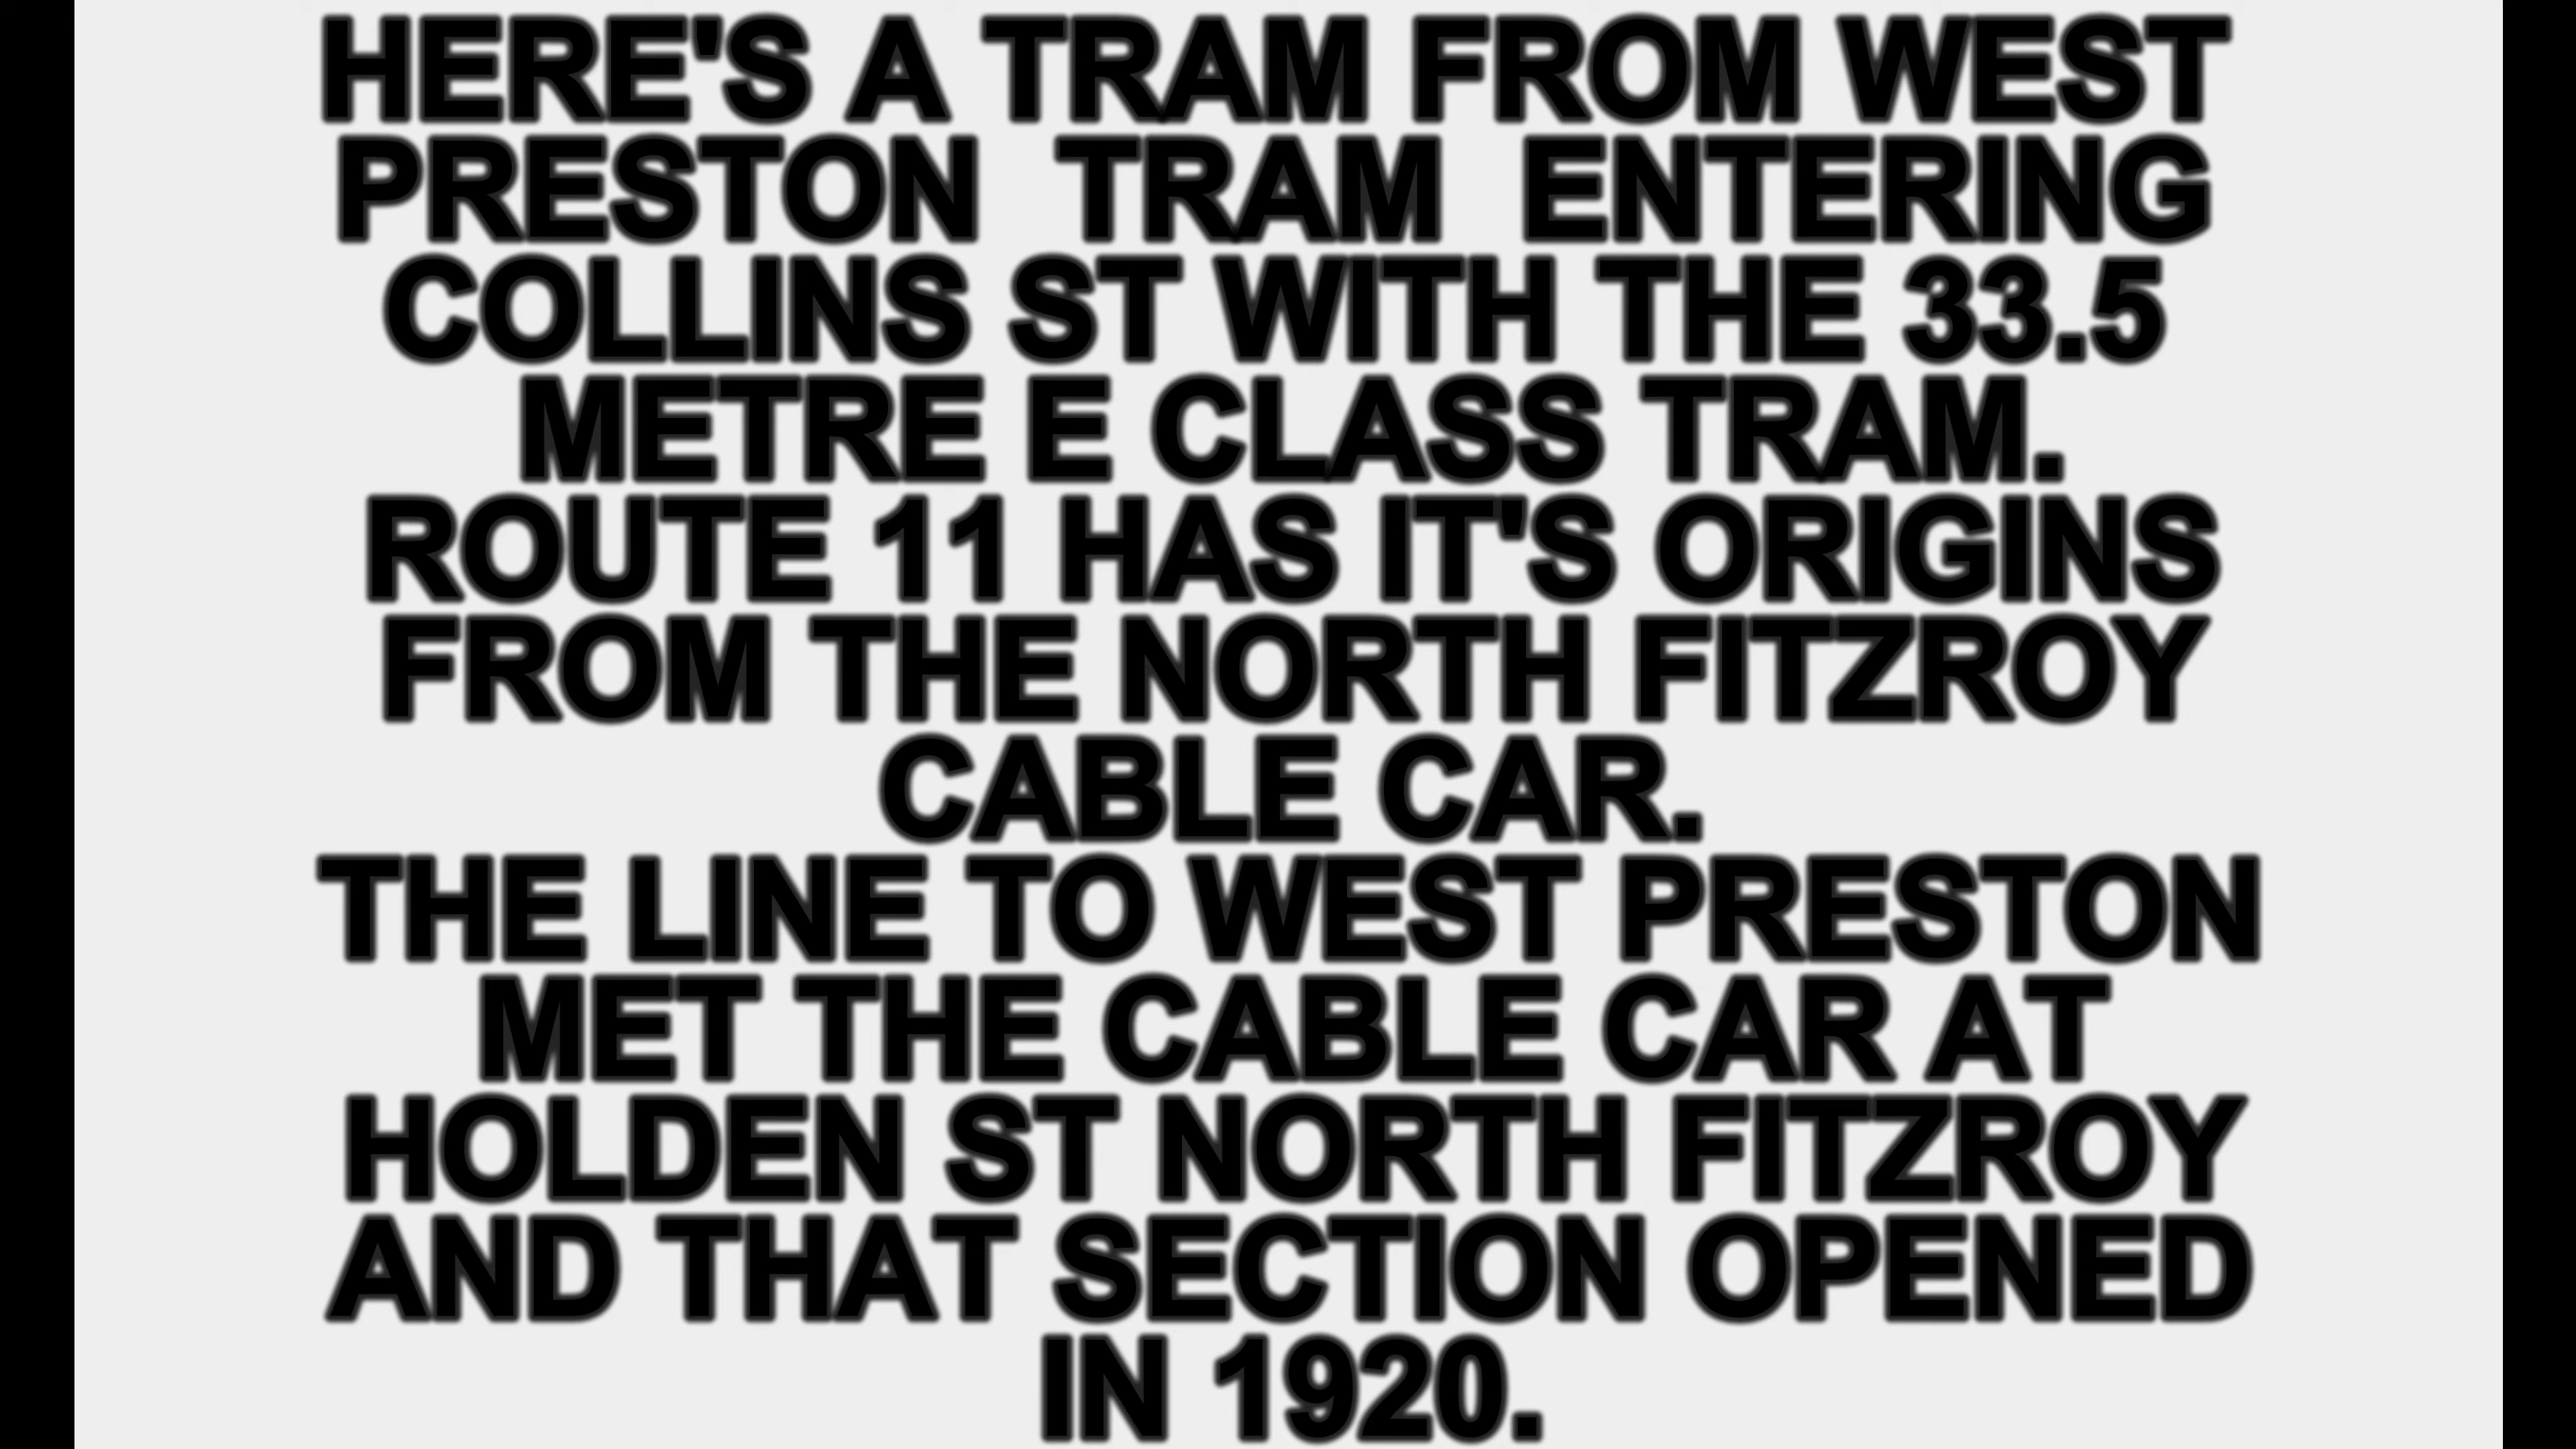 HERE'S A TRAM FROM WEST
PRESTON  TRAM  ENTERING
COLLINS ST WITH THE 33.5
METRE E CLASS TRAM.
ROUTE 11 HAS IT'S ORIGINS
FROM THE NORTH FITZROY
CABLE CAR.
THE LINE TO WEST PRESTON
MET THE CABLE CAR AT
HOLDEN ST NORTH FITZROY
AND THAT SECTION OPENED
IN 1920.